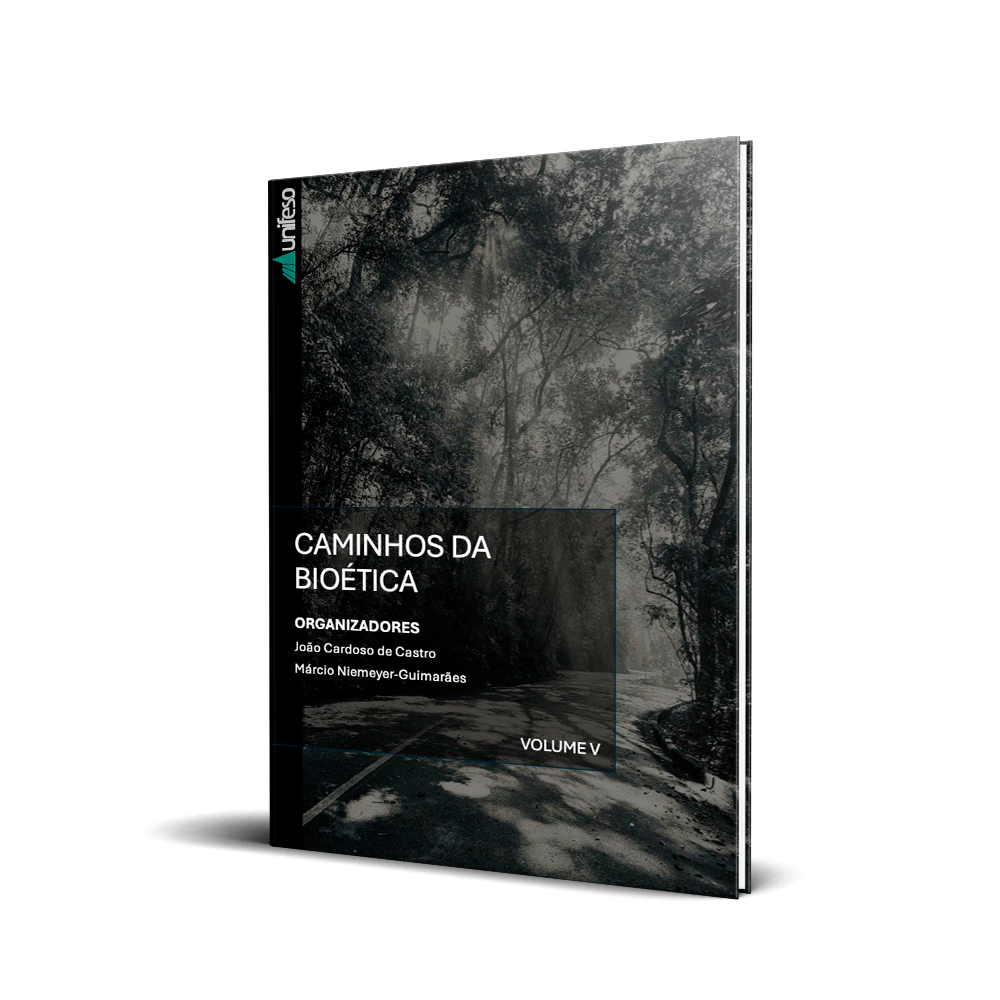 unifeso
CAMINHOS DA
BIOÉTICA
ORGANIZADORES
João Cardoso de Castro
Márcio Niemeyer-Guimarães
VOLUME V